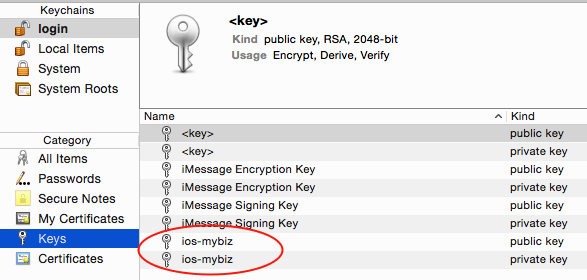 Keychains
login
Local Items
System
System Roots
Category
All Items
Passwords
Secure Notes
My Certificates
Keys
Certificates
<key>
Kind public key, RSA, 2048-bit
Usage Encrypt, Derive, Verify
Name Kind
<key> public key
<key> private key
iMessage Encryption Key public key
iMessage Encryption Key private key
iMessage Signing Key public key
iMessage Signing Key private key
ios-mybiz public key
ios-mybiz private key